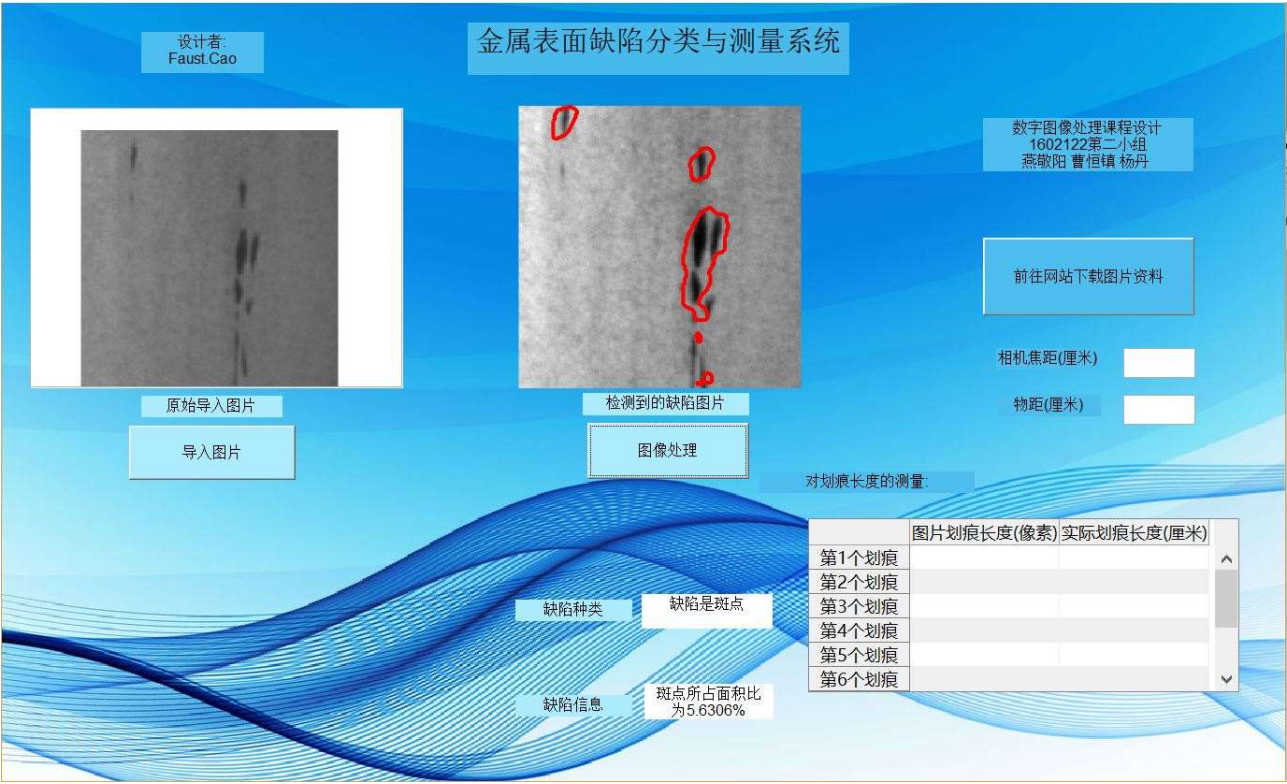 设计者:
Faust.Cao
金属表面缺陷分类与测量系统
数字图像处理课程设计
1602122第二小组
燕敬阳 曹恒镇 杨丹
前往网站下载图片资料
相机焦距(厘米)
物距(厘米)
原始导入图片
导入图片
检测到的缺陷图片
图像处理
对划痕长度的测量:
图片划痕长度(像素) 实际划痕长度(厘米)
第1个划痕
第2个划痕
第3个划痕
第4个划痕
第5个划痕
第6个划痕
缺陷种类
缺陷是斑点
缺陷信息
斑点所占面积比
为5.6306%